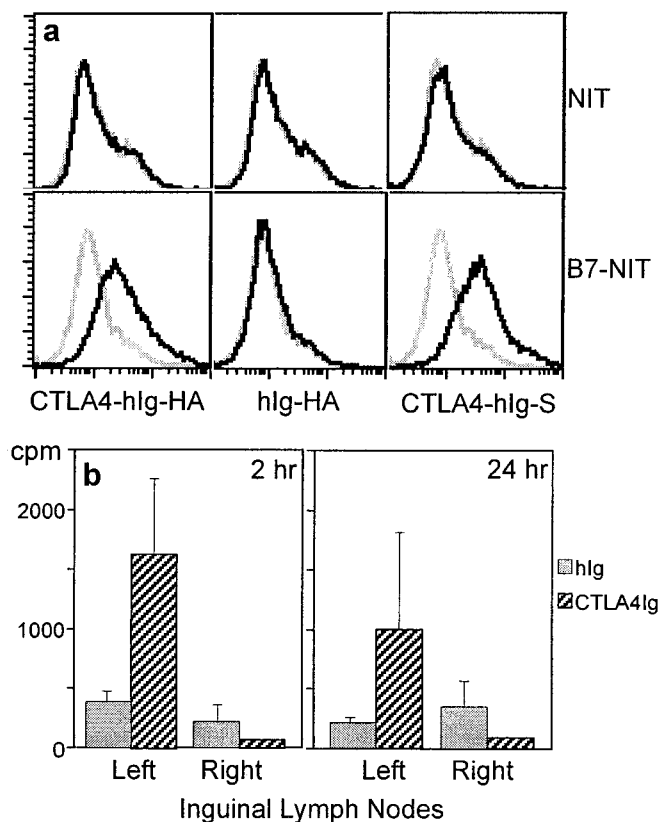 a
NIT
B7-NIT
CTLA4-hIg-HA hIg-HA CTLA4-hIg-S
cpm
b 2 hr 24 hr
2000
1000
0
hIg
CTLA4Ig
Left Right Left Right
Inguinal Lymph Nodes